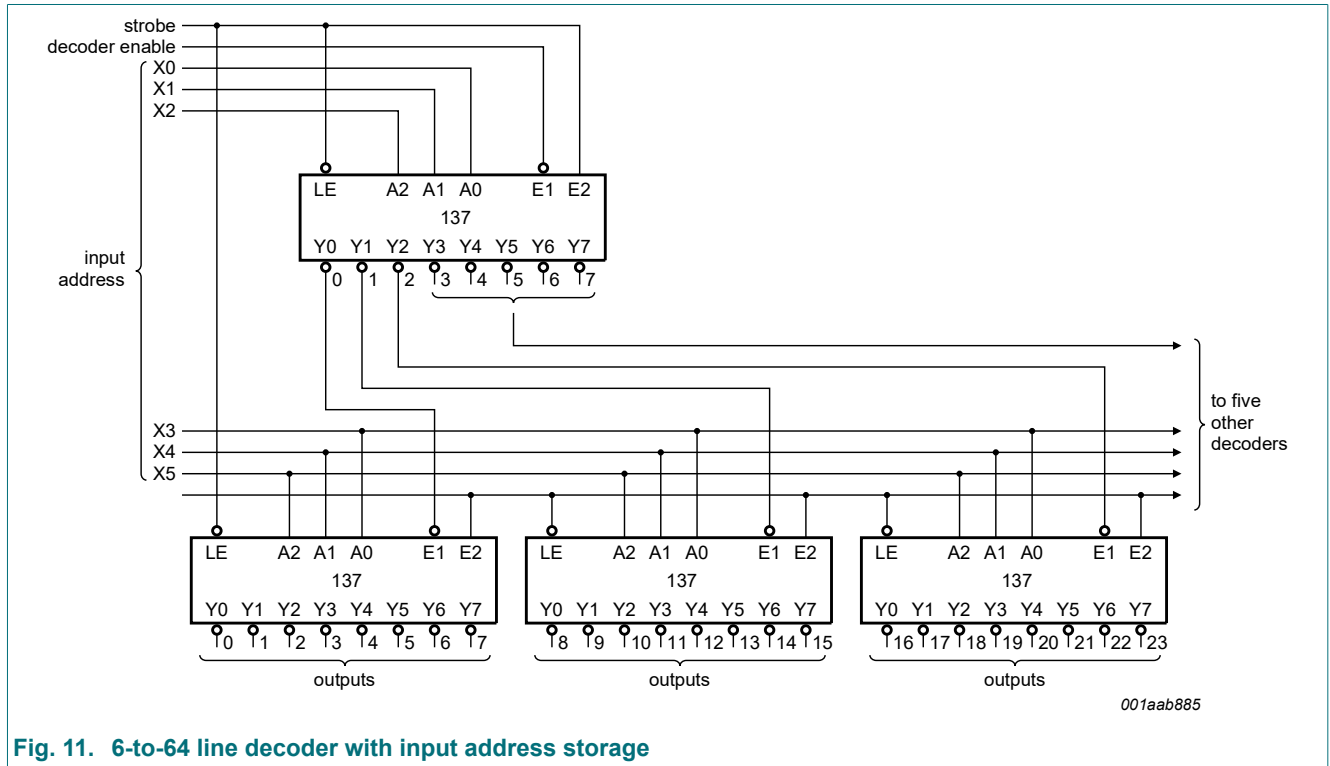 strobe
decoder enable
X0
X1
X2
LE A2 A1 A0 E1 E2
137
Y0 Y1 Y2 Y3 Y4 Y5 Y6 Y7
0 1 2 3 4 5 6 7
input
address
to five
other
decoders
X3
X4
X5
LE A2 A1 A0 E1 E2
137
Y0 Y1 Y2 Y3 Y4 Y5 Y6 Y7
0 1 2 3 4 5 6 7
outputs
LE A2 A1 A0 E1 E2
137
Y0 Y1 Y2 Y3 Y4 Y5 Y6 Y7
8 9 10 11 12 13 14 15
outputs
LE A2 A1 A0 E1 E2
137
Y0 Y1 Y2 Y3 Y4 Y5 Y6 Y7
16 17 18 19 20 21 22 23
outputs
001aab885
Fig. 11. 6-to-64 line decoder with input address storage